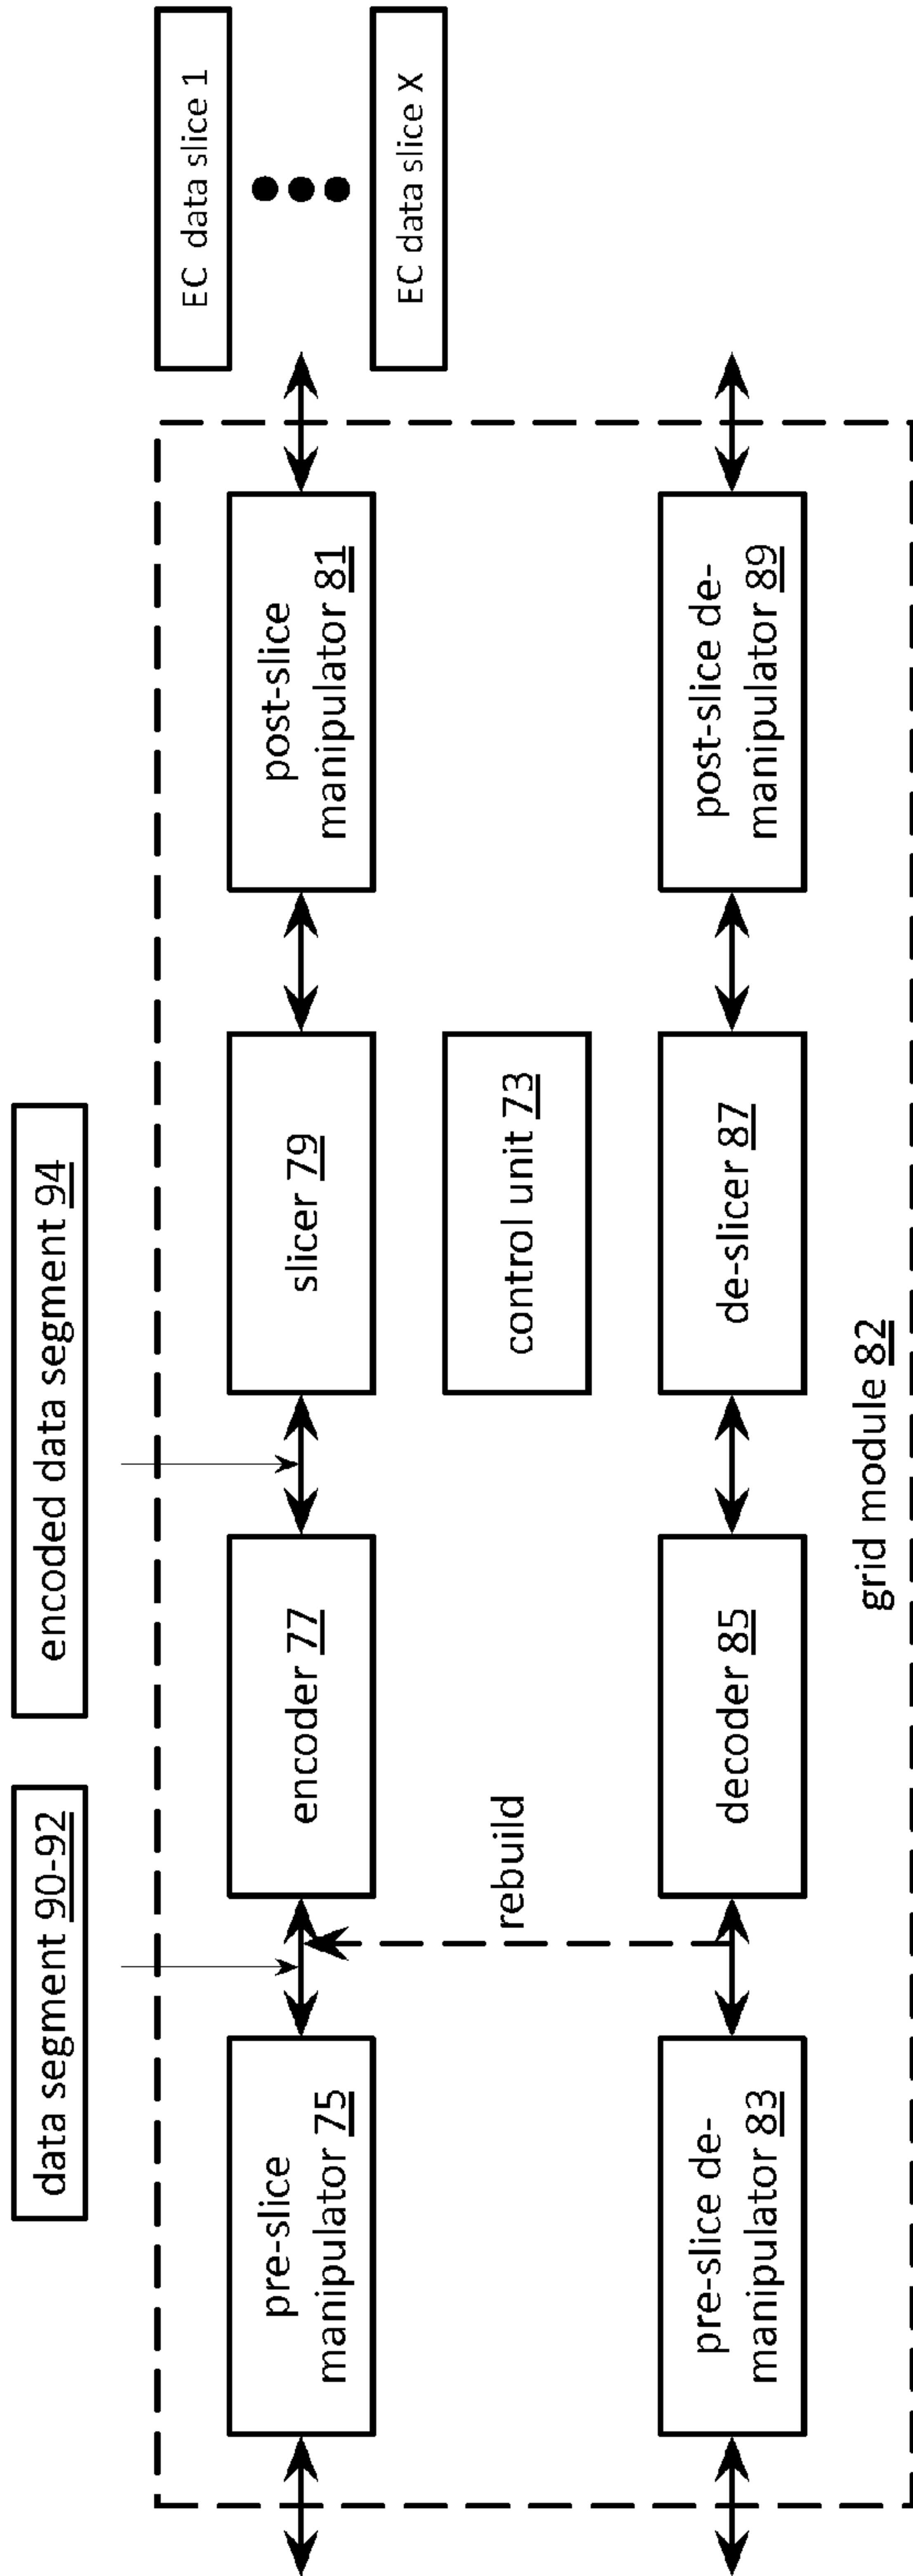 data segment 90-92
encoded data segment 94
EC data slice 1
EC data slice X
pre-slice
manipulator 75
encoder 77
slicer 79
post-slice
manipulator 81
rebuild
control unit 73
pre-slice de-
manipulator 83
decoder 85
de-slicer 87
post-slice de-
manipulator 89
grid module 82